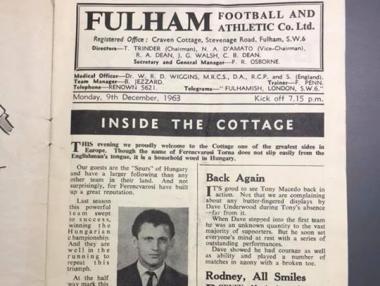 FULHAM FOOTBALL AND
ATHLETIC Co. Ltd.
Registered Office: Craven Cottage, Stevenage Road, Fulham, S.W.6
Directors—T. TRINDER (Chairman), N. A. D'AMATO (Vice-Chairman),
R. A. DEAN, J. G. WALSH, C. B. DEAN.
Secretary and General Manager— F. R. OSBORNE.
Medical Officer—Dr. W. R. D. WIGGINS, M.R.C.S., D.A., R.C.P. and S. (England).
Team Manager—B. JEZZARD. Trainer—F. PENN.
Telephone—RENOWN 5621. Telegrams—"FULHAMISH, LONDON, S.W.6."
Monday, 9th December, 1963 Kick off 7.15 p.m.
INSIDE THE COTTAGE
THIS evening we proudly welcome to the Cottage one of the greatest sides in
Europe. Though the name of Ferencvarosi Torna does not slip easily from the
Englishman's tongue, it is a household word in Hungary.
Our guests are the "Spurs" of Hungary
and have a larger following than any
other team in their land. And not
surprisingly, for Ferencvarosi have built
up a great reputation.
Last season
this powerful
team swept
to success,
winning the
Hungarian
championship.
And they are
well in the
running to
repeat this
triumph.
At the half
way mark this
Back Again
IT'S good to see Tony Macedo back in
action. Not that we are complaining
about any butter-fingered displays by
Dave Underwood during Tony's absence
—far from it.
When Dave stepped into the first team
he was an unknown quantity to the vast
majority of supporters. But he soon set
everyone's mind at rest with a series of
outstanding performances.
Dave showed he had courage as well
as ability and played a number of
matches in agony with a broken toe.
Rodney, All Smiles